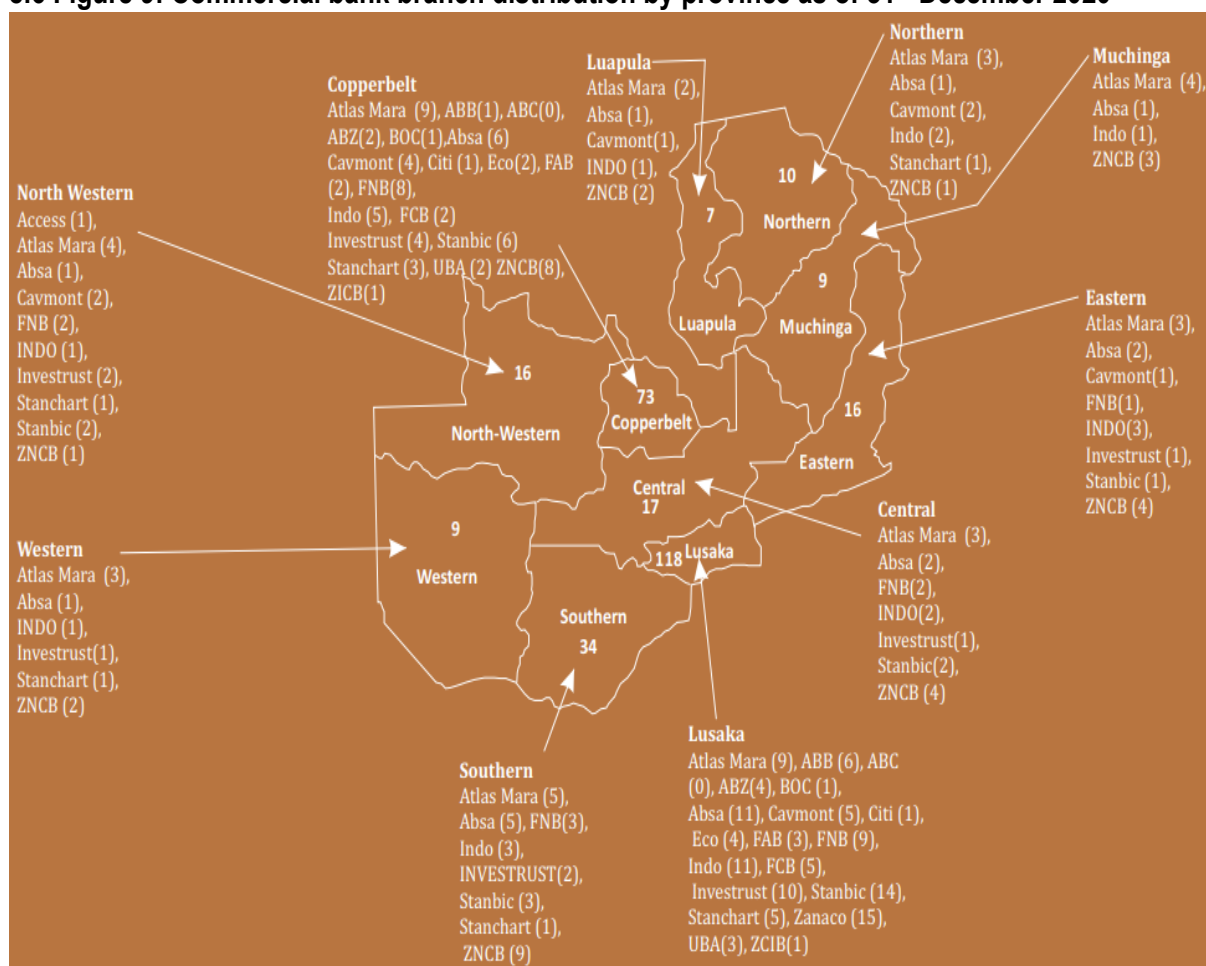 North Western
Access (1),
Atlas Mara (4),
Absa (1),
Cavmont (2),
FNB (2),
INDO (1),
Investrust (2),
Stanchart (1),
Stanbic (2),
ZNCB (1)
Copperbelt
Atlas Mara (9), ABB(1), ABC(0),
ABZ(2), BOC(1),Absa (6)
Cavmont (4), Citi (1), Eco(2), FAB
(2), FNB(8),
Indo (5), FCB (2)
Investrust (4), Stanbic (6)
Stanchart (3), UBA (2) ZNCB(8),
ZICB(1)
Luapula
Atlas Mara (2),
Absa (1),
Cavmont(1),
INDO (1),
ZNCB (2)
Northern
Atlas Mara (3),
Absa (1),
Cavmont (2),
Indo (2),
Stanchart (1),
ZNCB (1)
Muchinga
Atlas Mara (4),
Absa (1),
Indo (1),
ZNCB (3)
Eastern
Atlas Mara (3),
Absa (2),
Cavmont(1),
FNB(1),
INDO(3),
Investrust (1),
Stanbic (1),
ZNCB (4)
10
Northern
7
Luapula
9
Muchinga
16
Eastern
16
North-Western
73
Copperbelt
Central
17
118 Lusaka
9
Western
Southern
34
Western
Atlas Mara (3),
Absa (1),
INDO (1),
Investrust(1),
Stanchart (1),
ZNCB (2)
Central
Atlas Mara (3),
Absa (2),
FNB(2),
INDO(2),
Investrust(1),
Stanbic(2),
ZNCB (4)
Southern
Atlas Mara (5),
Absa (5), FNB(3),
Indo (3),
INVESTRUST(2),
Stanbic (3),
Stanchart (1),
ZNCB (9)
Lusaka
Atlas Mara (9), ABB (6), ABC
(0), ABZ(4), BOC (1),
Absa (11), Cavmont (5), Citi (1),
Eco (4), FAB (3), FNB (9),
Indo (11), FCB (5),
Investrust (10), Stanbic (14),
Stanchart (5), Zanaco (15),
UBA(3), ZCIB(1)